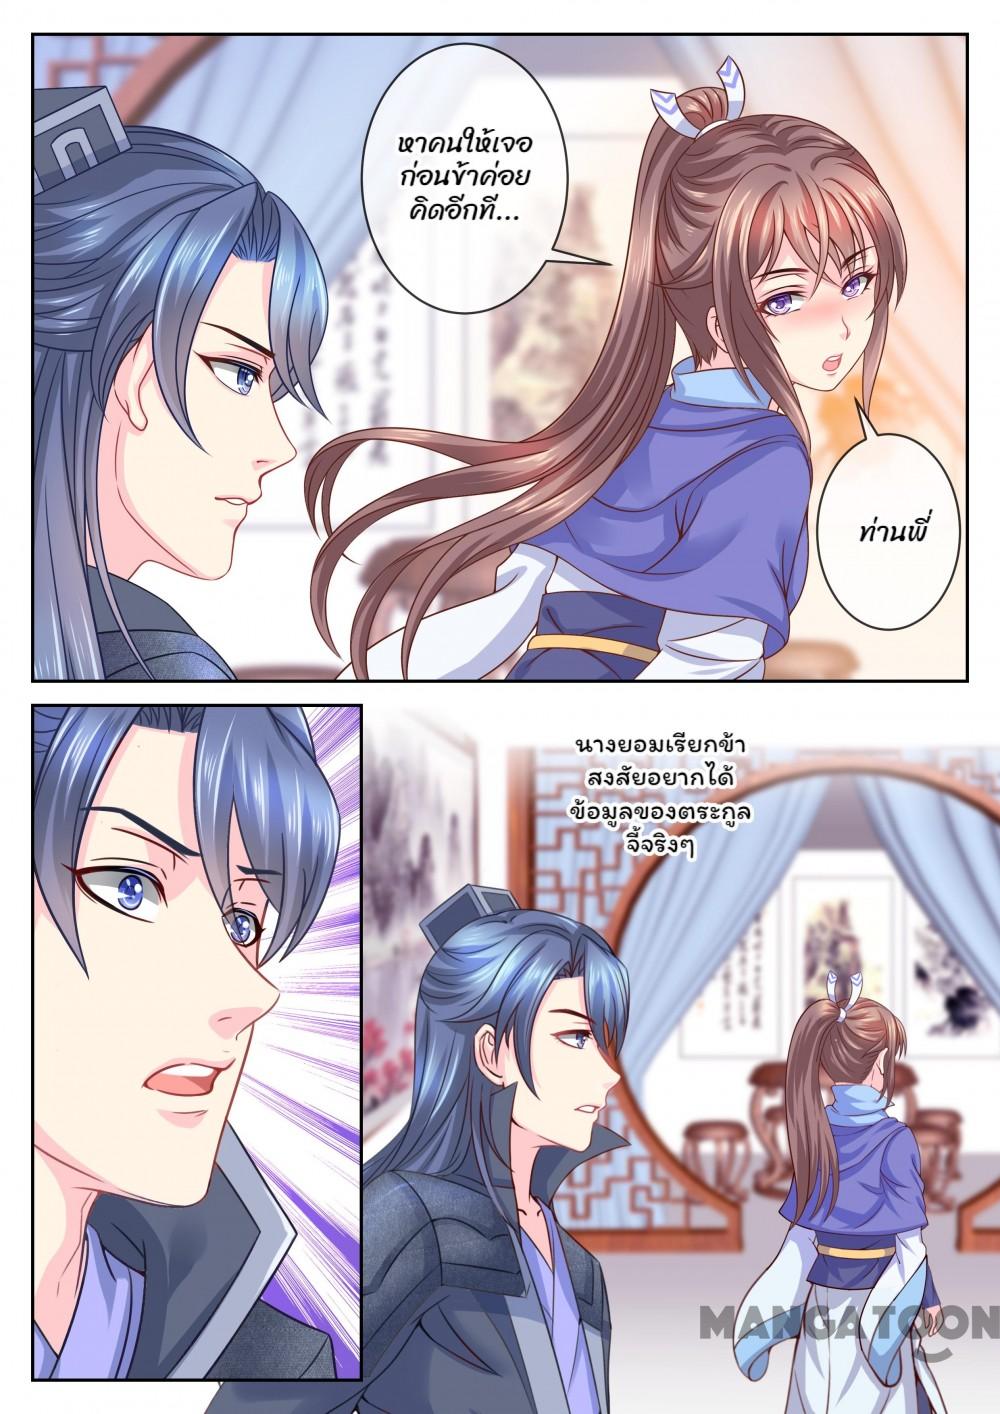 หาคนให้เจอ
ก่อนข้าค่อย
คิดอีกที...
ท่านพี่
นางยอมเรียกข้า
สงสัยอยากได้
ข้อมูลของตระกูล
จี้จริงๆ
MANGATOON